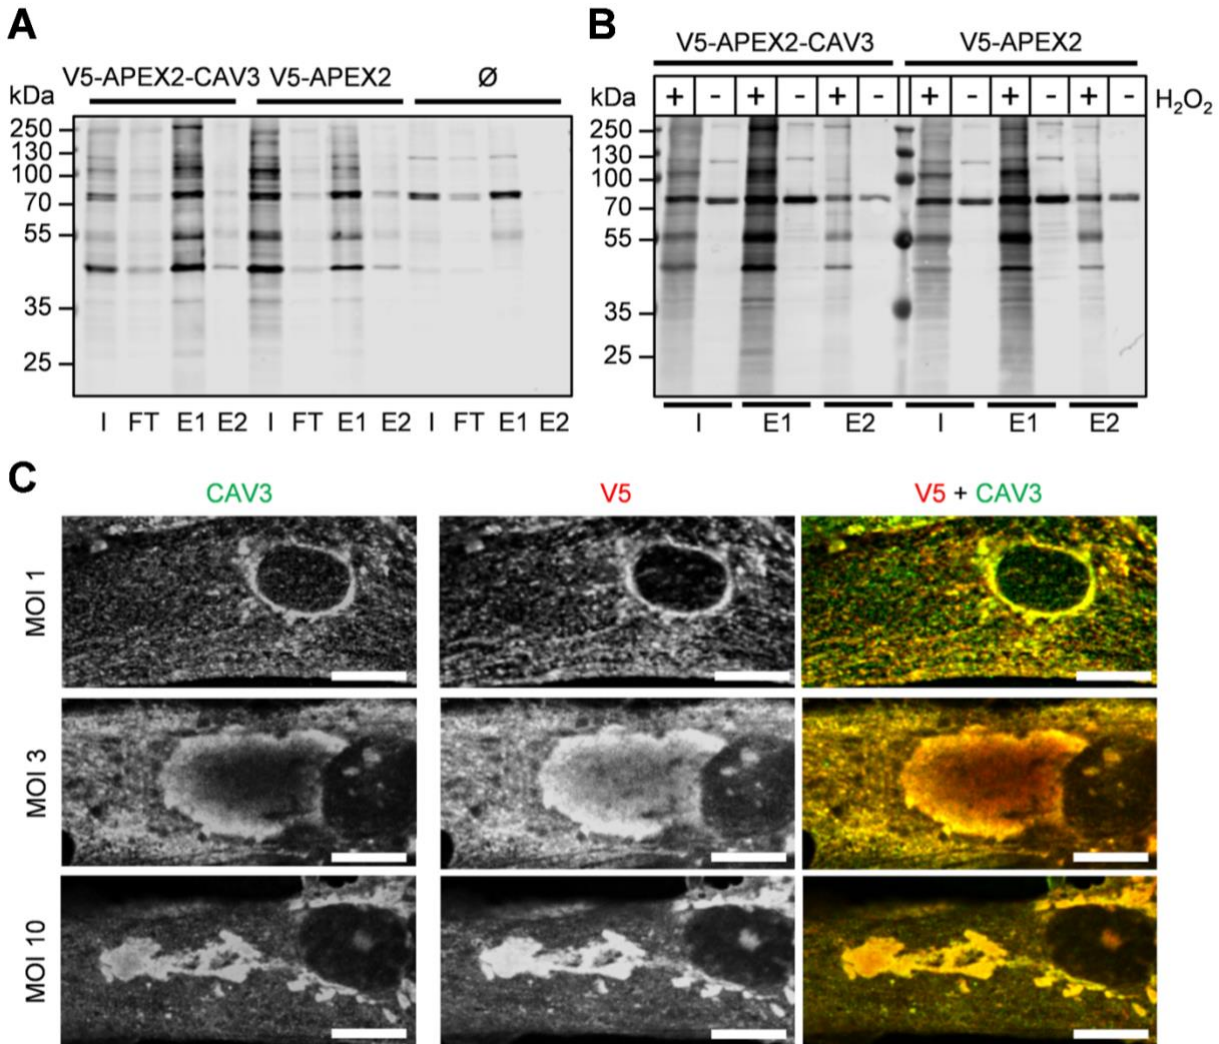 A
V5-APEX2-CAV3 V5-APEX2 Ø
kDa
250
130
100
70
55
35
25
I FT E1 E2 I FT E1 E2 I FT E1 E2
B
V5-APEX2-CAV3 V5-APEX2
kDa + - + - + - + - + - + - H₂O₂
250
130
100
70
55
35
25
I E1 E2 I E1 E2
C
CAV3 V5 V5 + CAV3
MOI 1
MOI 3
MOI 10